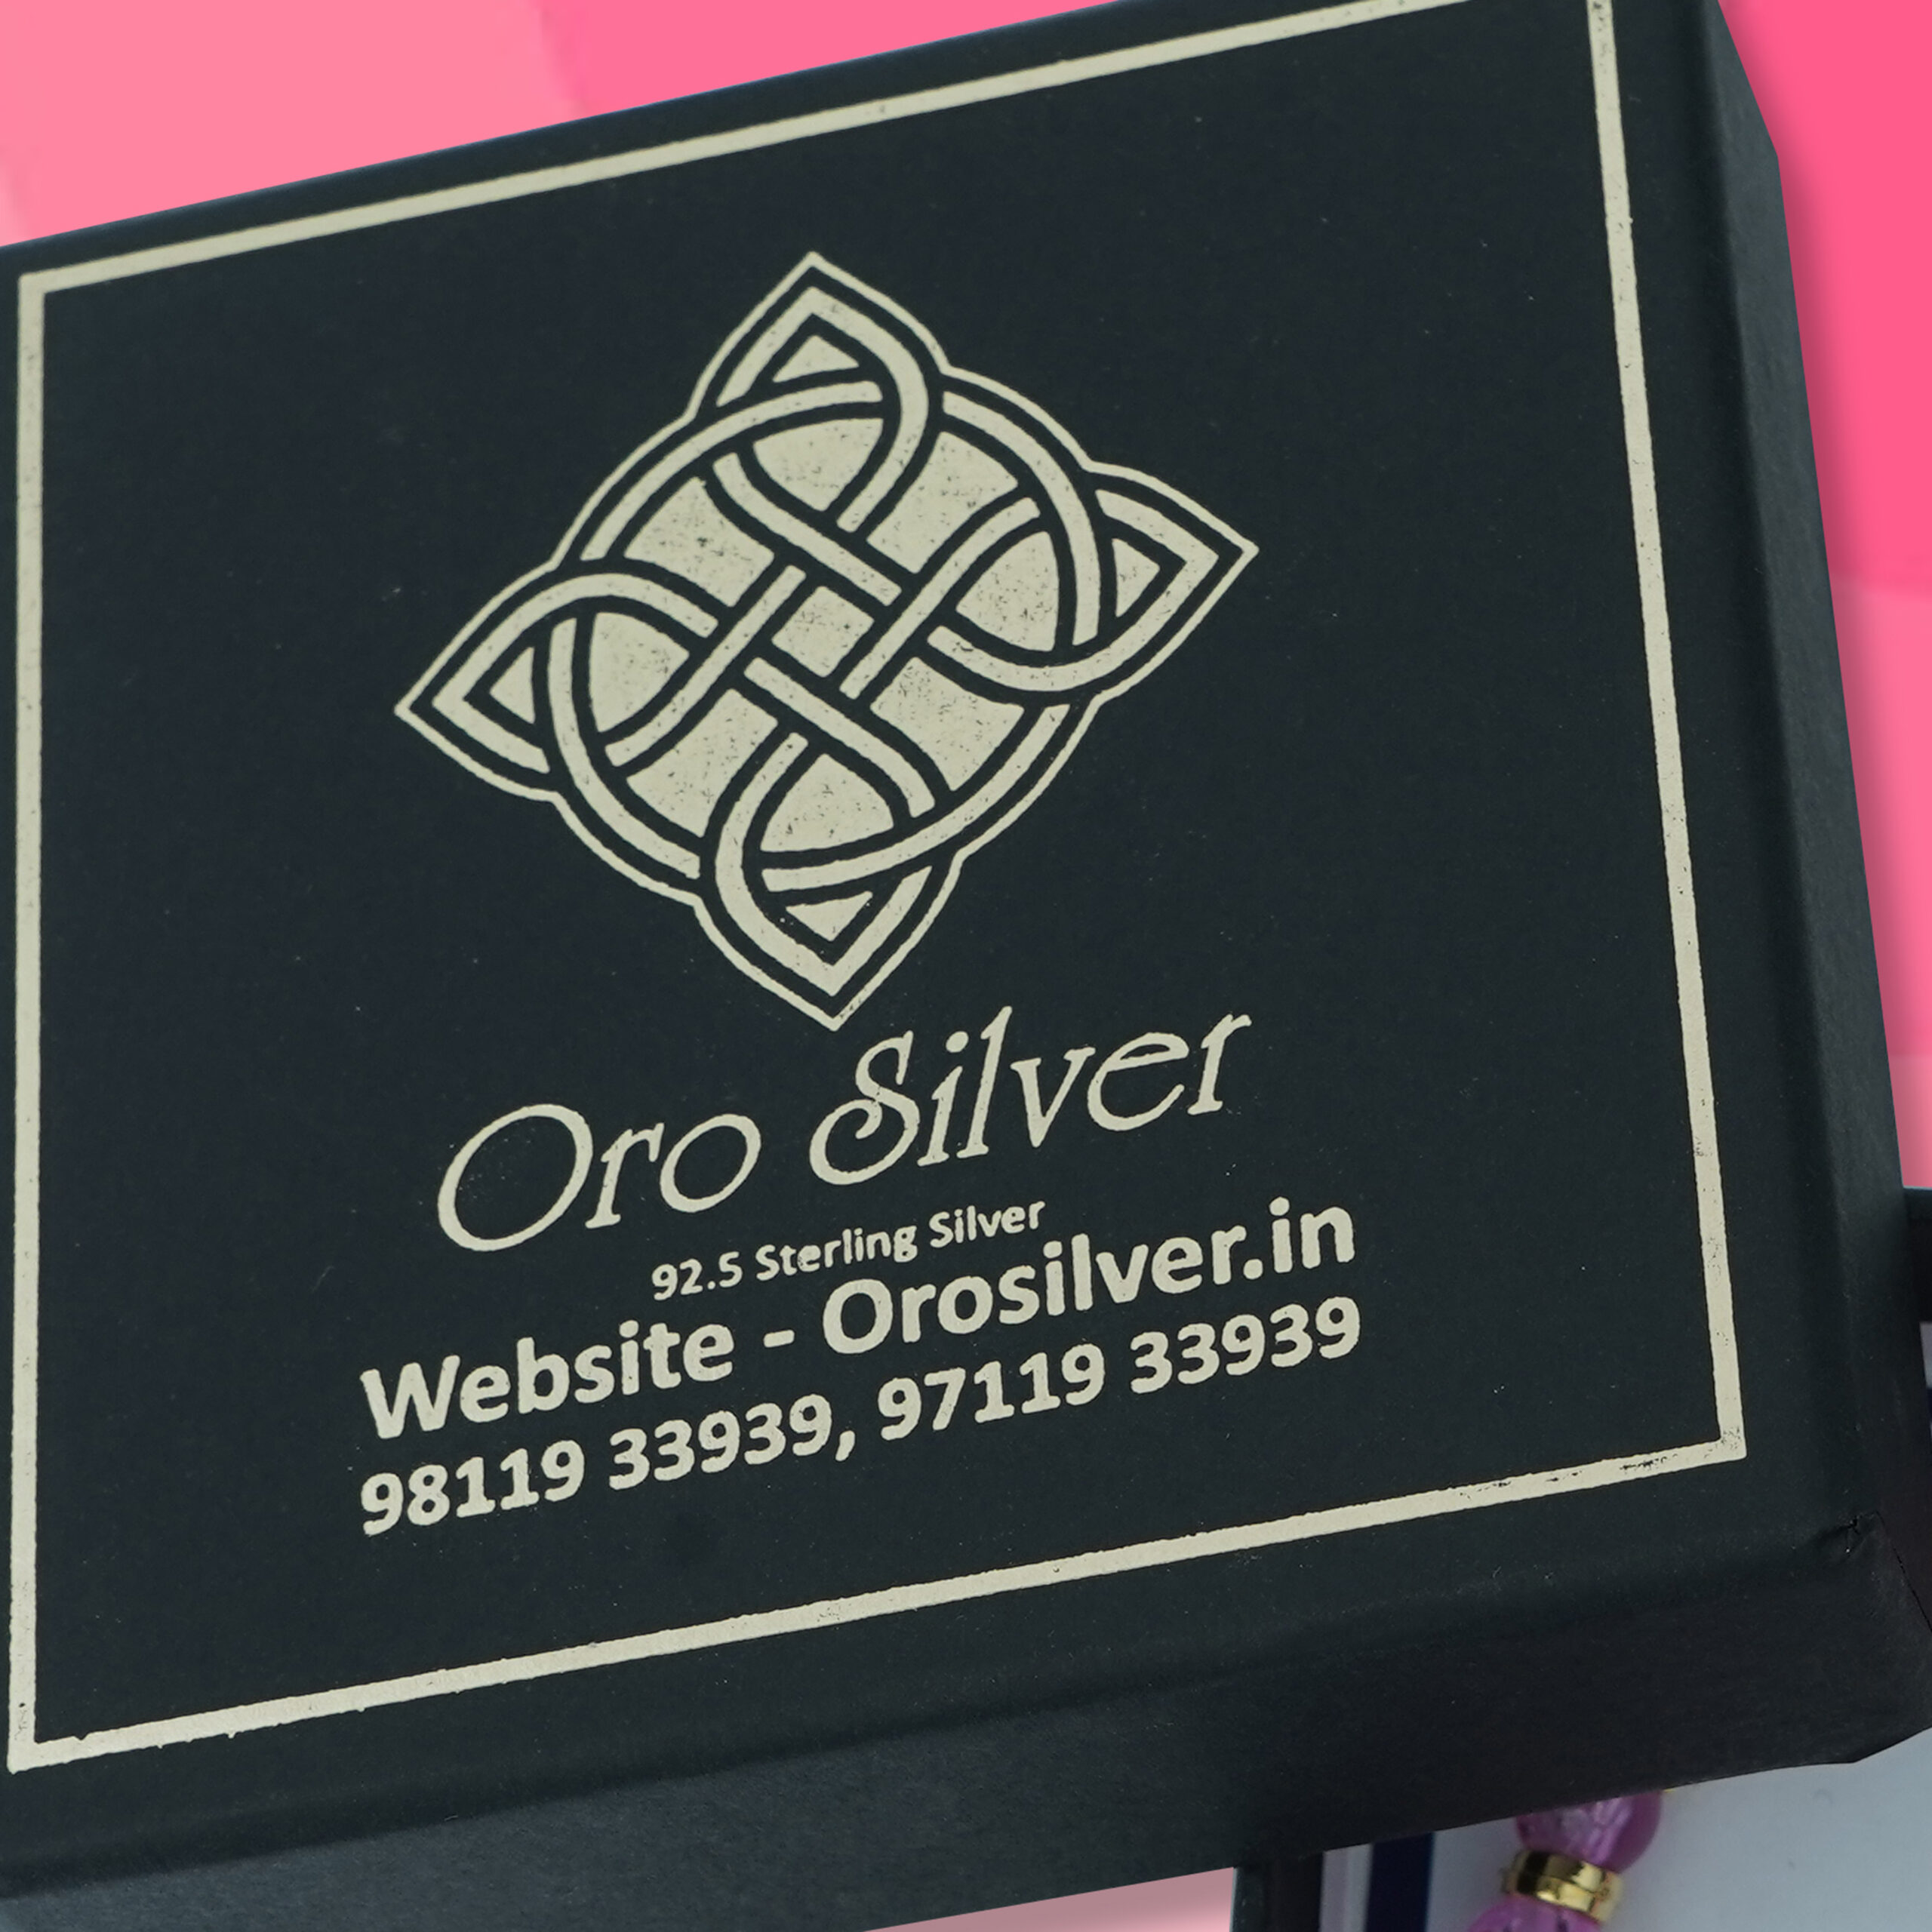 Oro Silver
92.5 Sterling Silver
Website - Orosilver.in
98119 33939, 97119 33939